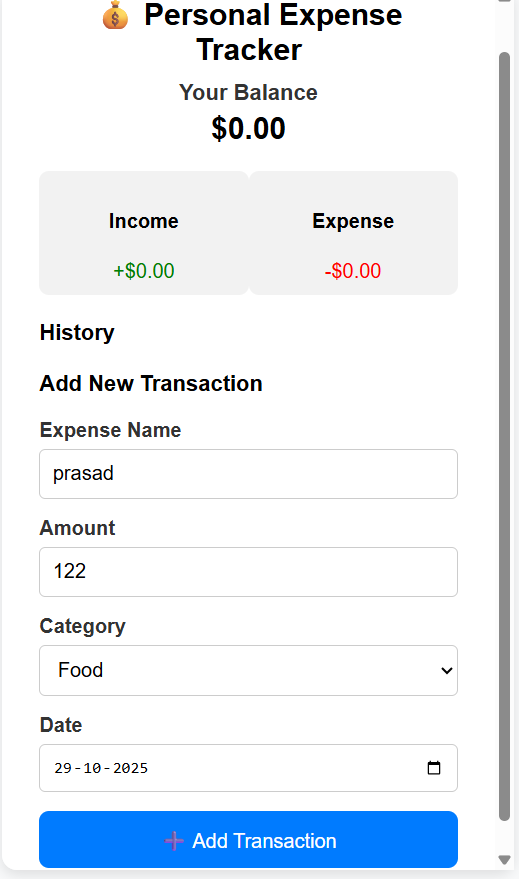 💰 Personal Expense
Tracker
Your Balance
$0.00
Income Expense
+$0.00 -$0.00
History
Add New Transaction
Expense Name
prasad
Amount
122
Category
Food
Date
29-10-2025
➕ Add Transaction